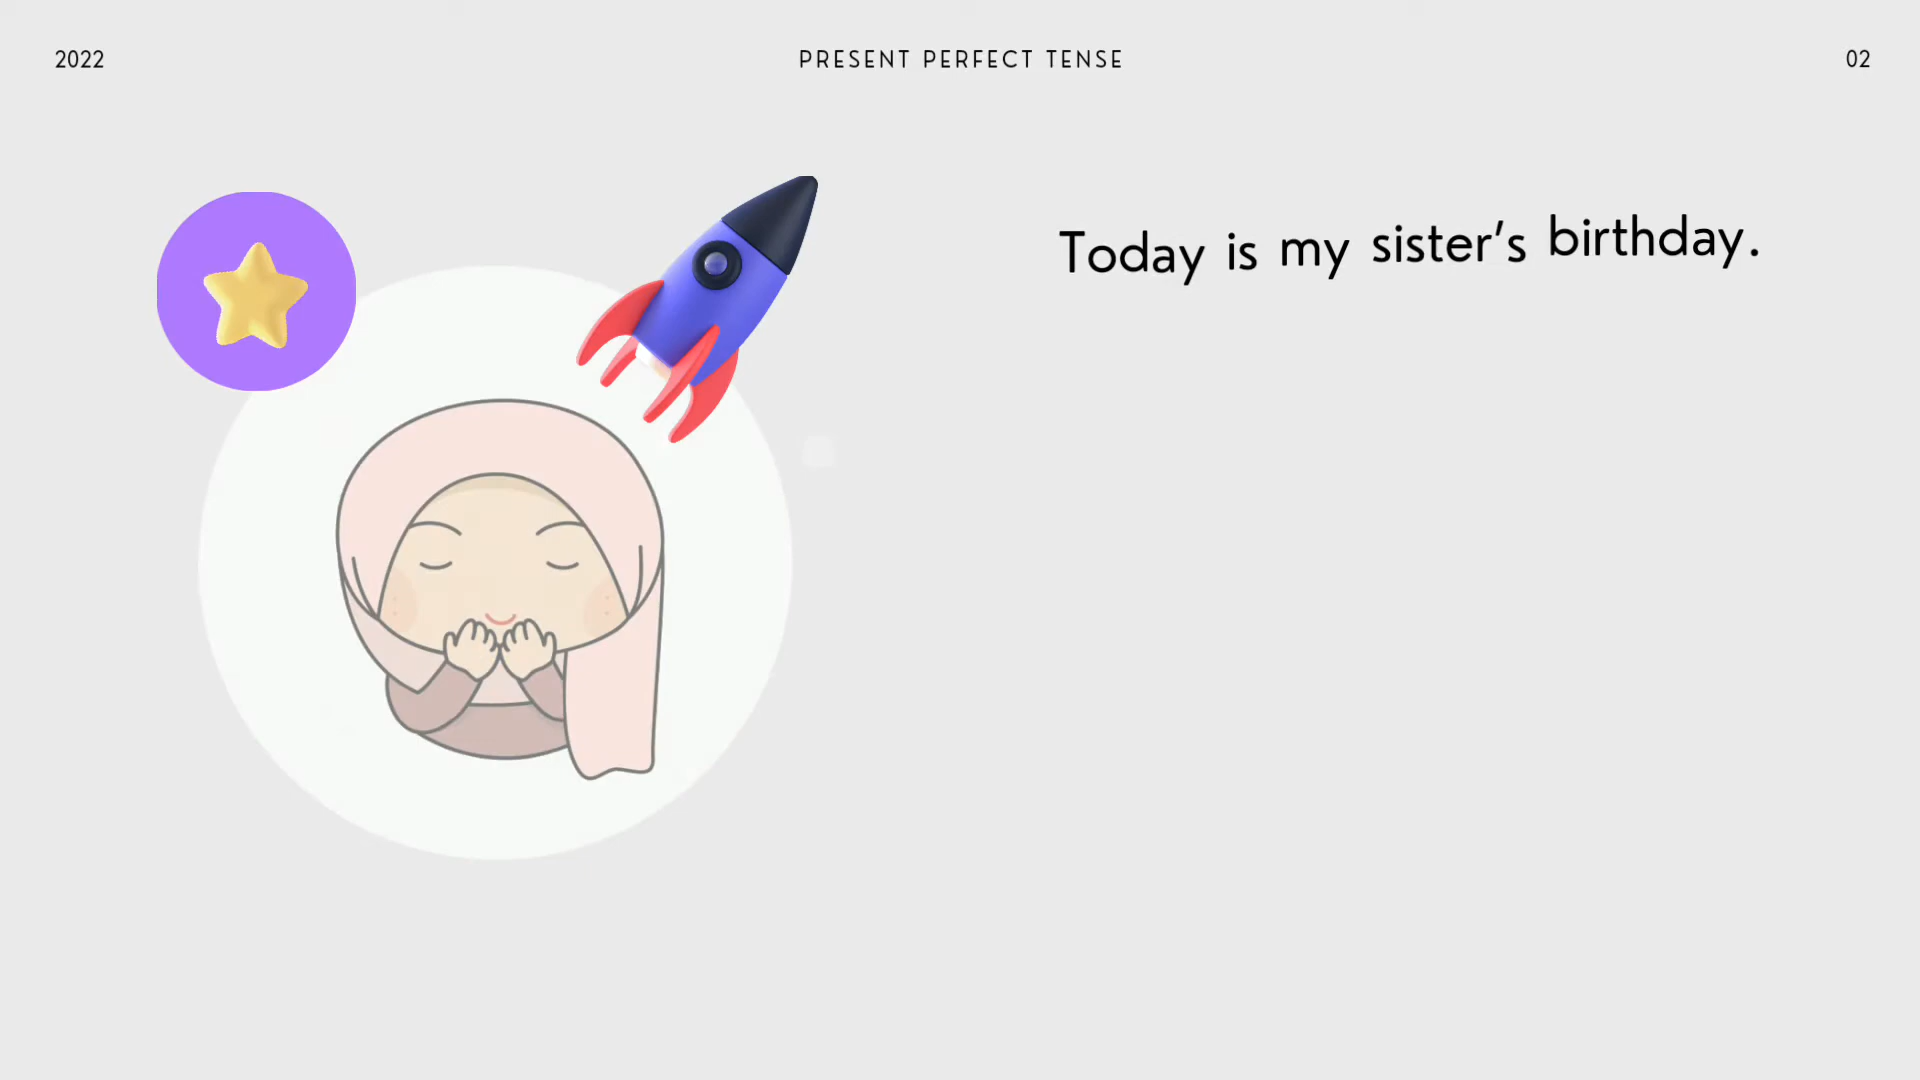 2022
PRESENT PERFECT TENSE
02
Today is my sister’s birthday.